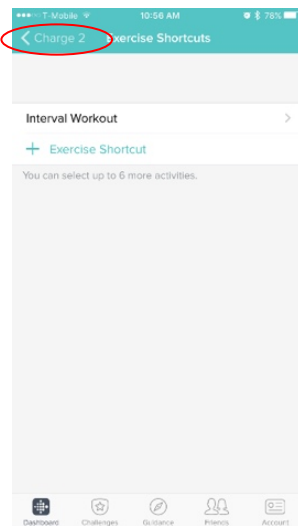 T-Mobile 10:56 AM 78%
Charge 2 Exercise Shortcuts
Interval Workout
+ Exercise Shortcut
You can select up to 6 more activities.
Dashboard Challenges Guidance Friends Account